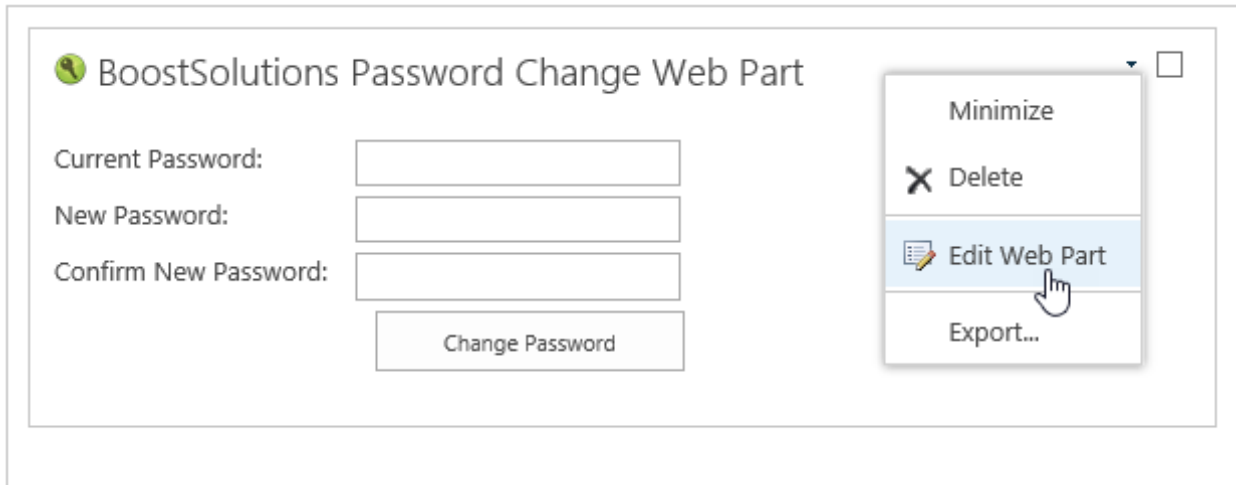 BoostSolutions Password Change Web Part
Current Password:
New Password:
Confirm New Password:
Change Password
Minimize
Delete
Edit Web Part
Export...